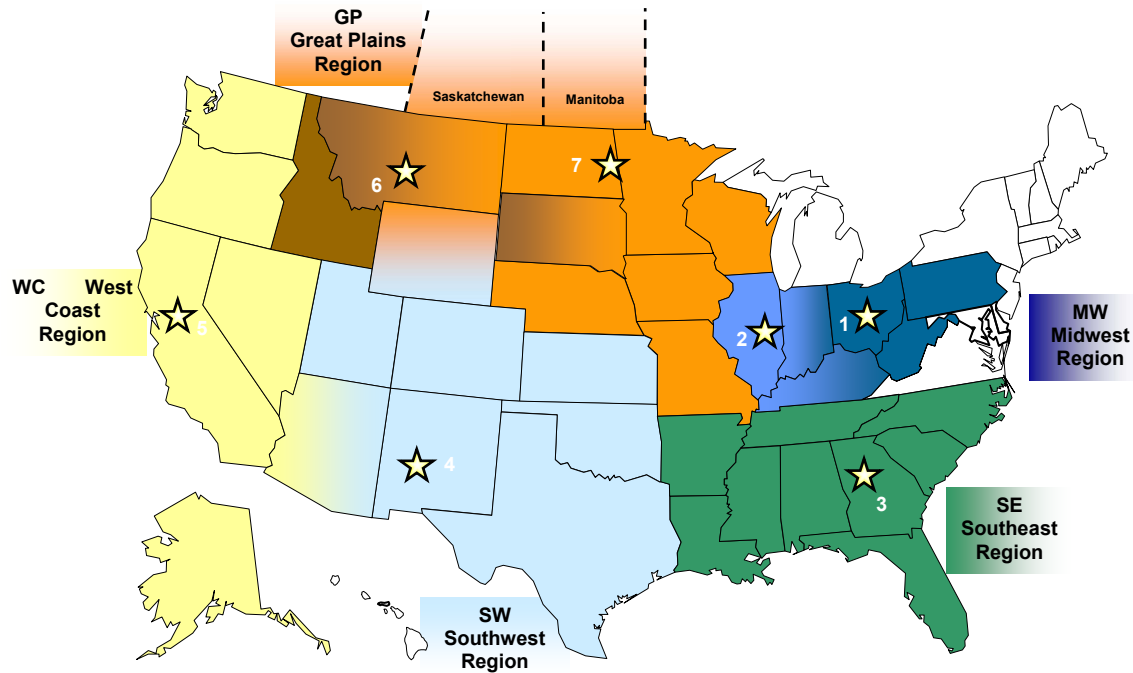 GP
Great Plains
Region
Saskatchewan
Manitoba
7
6
WC West
Coast
Region
5
2
1
MW
Midwest
Region
4
3
SE
Southeast
Region
SW
Southwest
Region